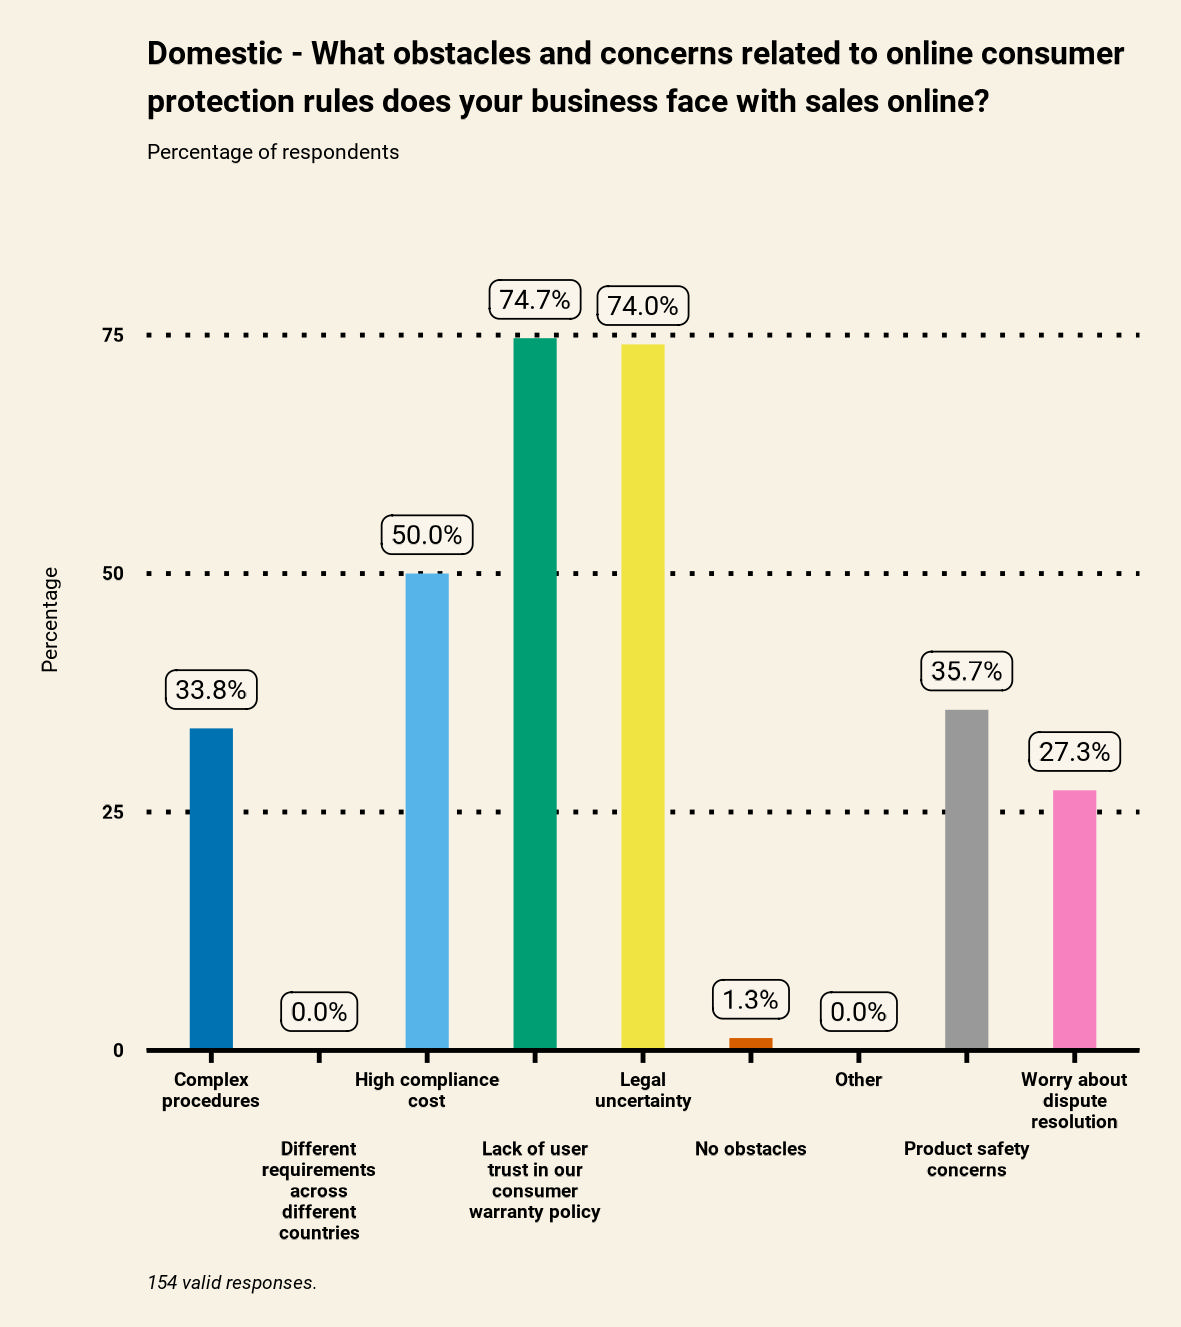 Domestic - What obstacles and concerns related to online consumer
protection rules does your business face with sales online?
Percentage of respondents
74.7%
74.0%
75
50.0%
50
Percentage
35.7%
33.8%
27.3%
25
1.3%
0.0%
0.0%
0
Complex
procedures
High compliance
cost
Legal
uncertainty
Other
Worry about
dispute
resolution
Different
requirements
across
different
countries
Lack of user
trust in our
consumer
warranty policy
No obstacles
Product safety
concerns
154 valid responses.